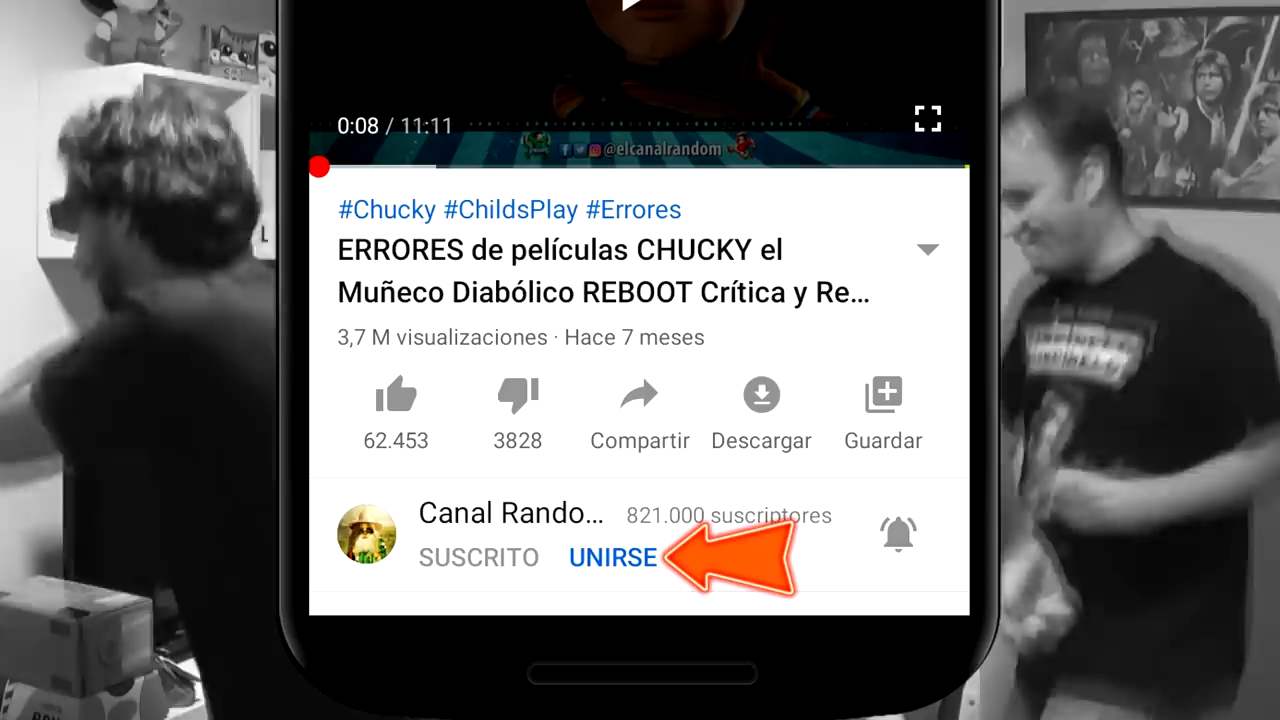 0:08 / 11:11
@elcanalrandom
#Chucky #ChildsPlay #Errores
ERRORES de películas CHUCKY el
Muñeco Diabólico REBOOT Crítica y Re...
3,7 M visualizaciones · Hace 7 meses
62.453
3828
Compartir
Descargar
Guardar
Canal Rando...
821.000 suscriptores
SUSCRITO
UNIRSE